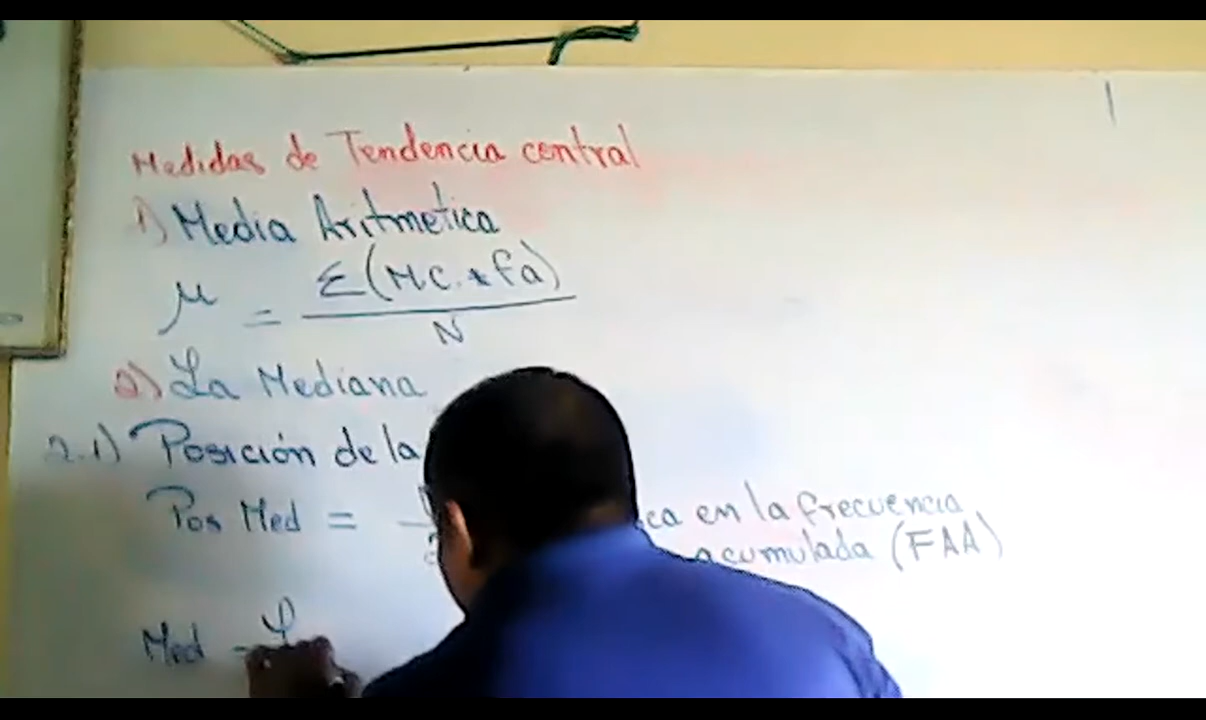 Medidas de Tendencia central
1) Media Aritmetica
μ = Σ(MC. * fa)
N
2) La Mediana
2.1) Posición de la
Pos Med =
ca en la frecuencia
acumulada (FAA)
Med =